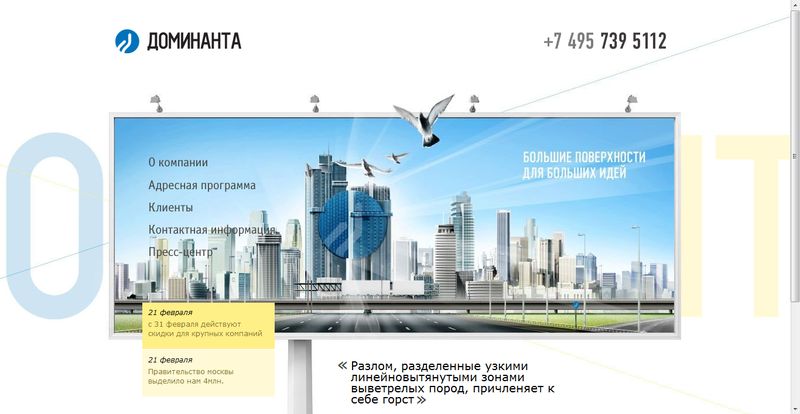 ДОМИНАНТА
+7 495 739 5112
БОЛЬШИЕ ПОВЕРХНОСТИ
ДЛЯ БОЛЬШИХ ИДЕЙ
О компании
Адресная программа
Клиенты
Контактная информация
Пресс-центр
21 февраля
с 31 февраля действуют
скидки для крупных компаний
21 февраля
Правительство москвы
выделило нам 4млн.
« Разлом, разделенные узкими
линейновытянутыми зонами
выветрелых пород, причленяет к
себе горст »